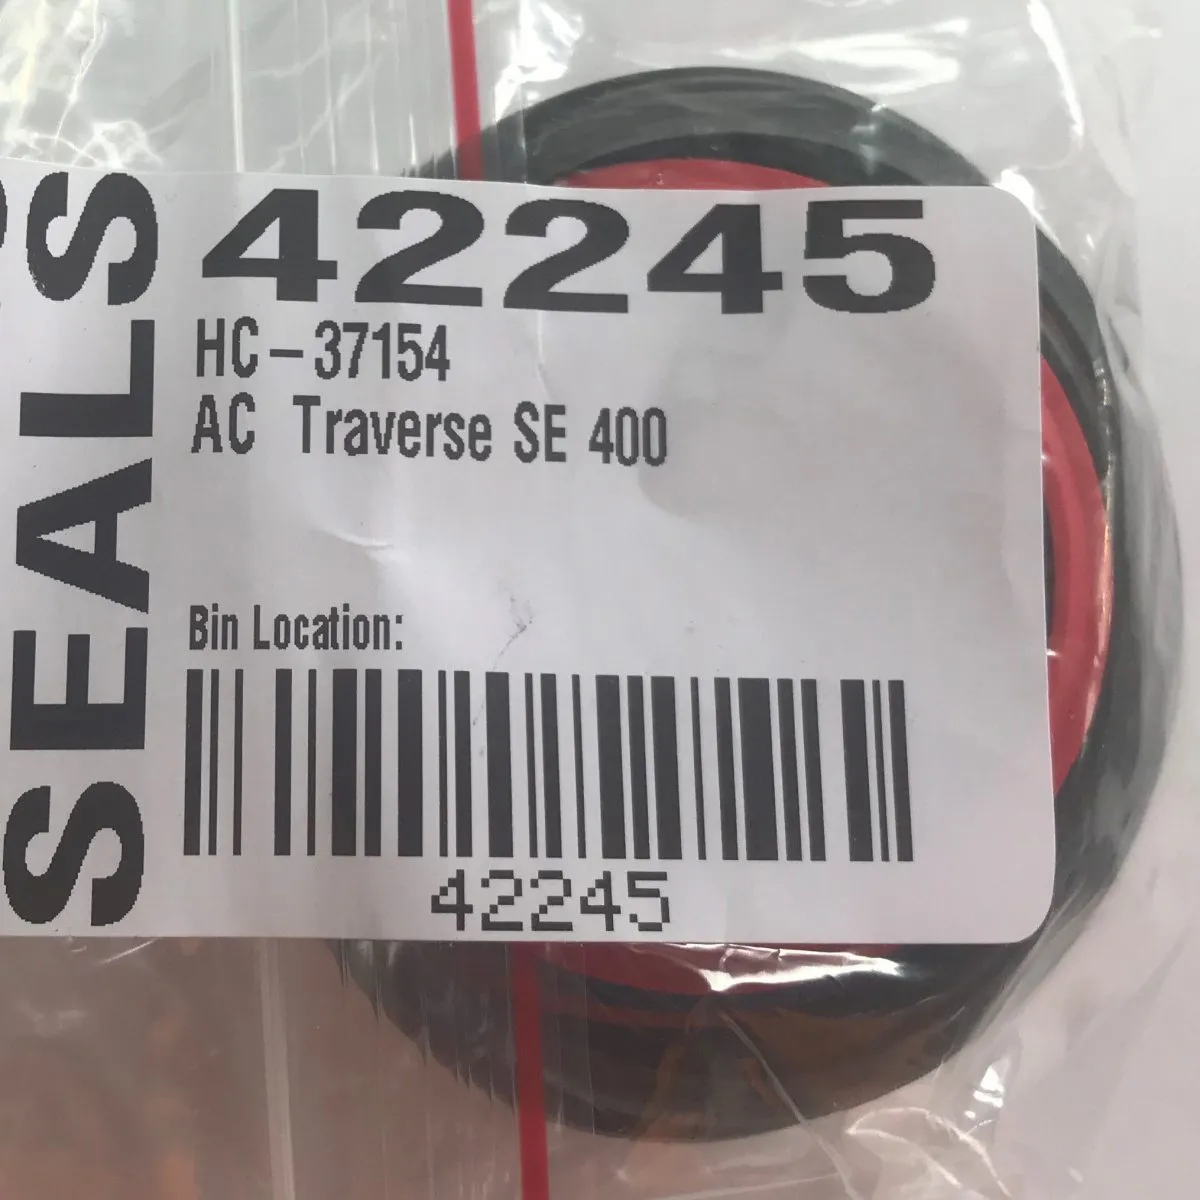 SEALS
42245
HC-37154
AC Traverse SE 400
Bin Location:
42245